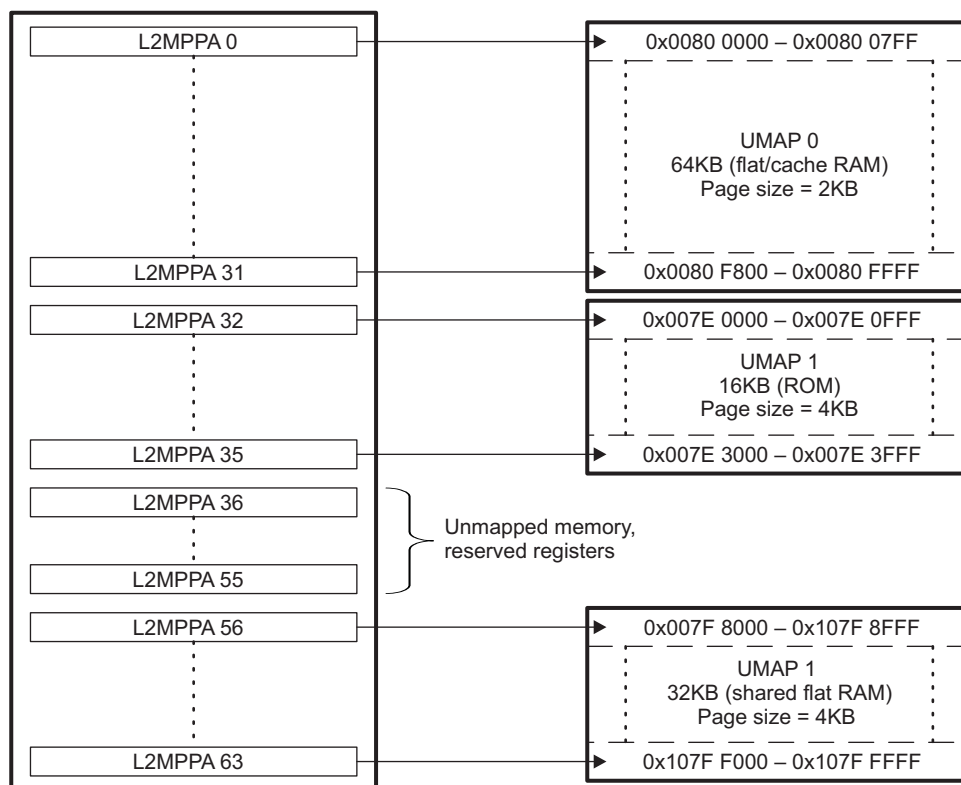 L2MPPA 0
0x0080 0000 – 0x0080 07FF
UMAP 0
64KB (flat/cache RAM)
Page size = 2KB
L2MPPA 31
0x0080 F800 – 0x0080 FFFF
L2MPPA 32
0x007E 0000 – 0x007E 0FFF
UMAP 1
16KB (ROM)
Page size = 4KB
L2MPPA 35
0x007E 3000 – 0x007E 3FFF
L2MPPA 36
Unmapped memory,
reserved registers
L2MPPA 55
L2MPPA 56
0x007F 8000 – 0x107F 8FFF
UMAP 1
32KB (shared flat RAM)
Page size = 4KB
L2MPPA 63
0x107F F000 – 0x107F FFFF